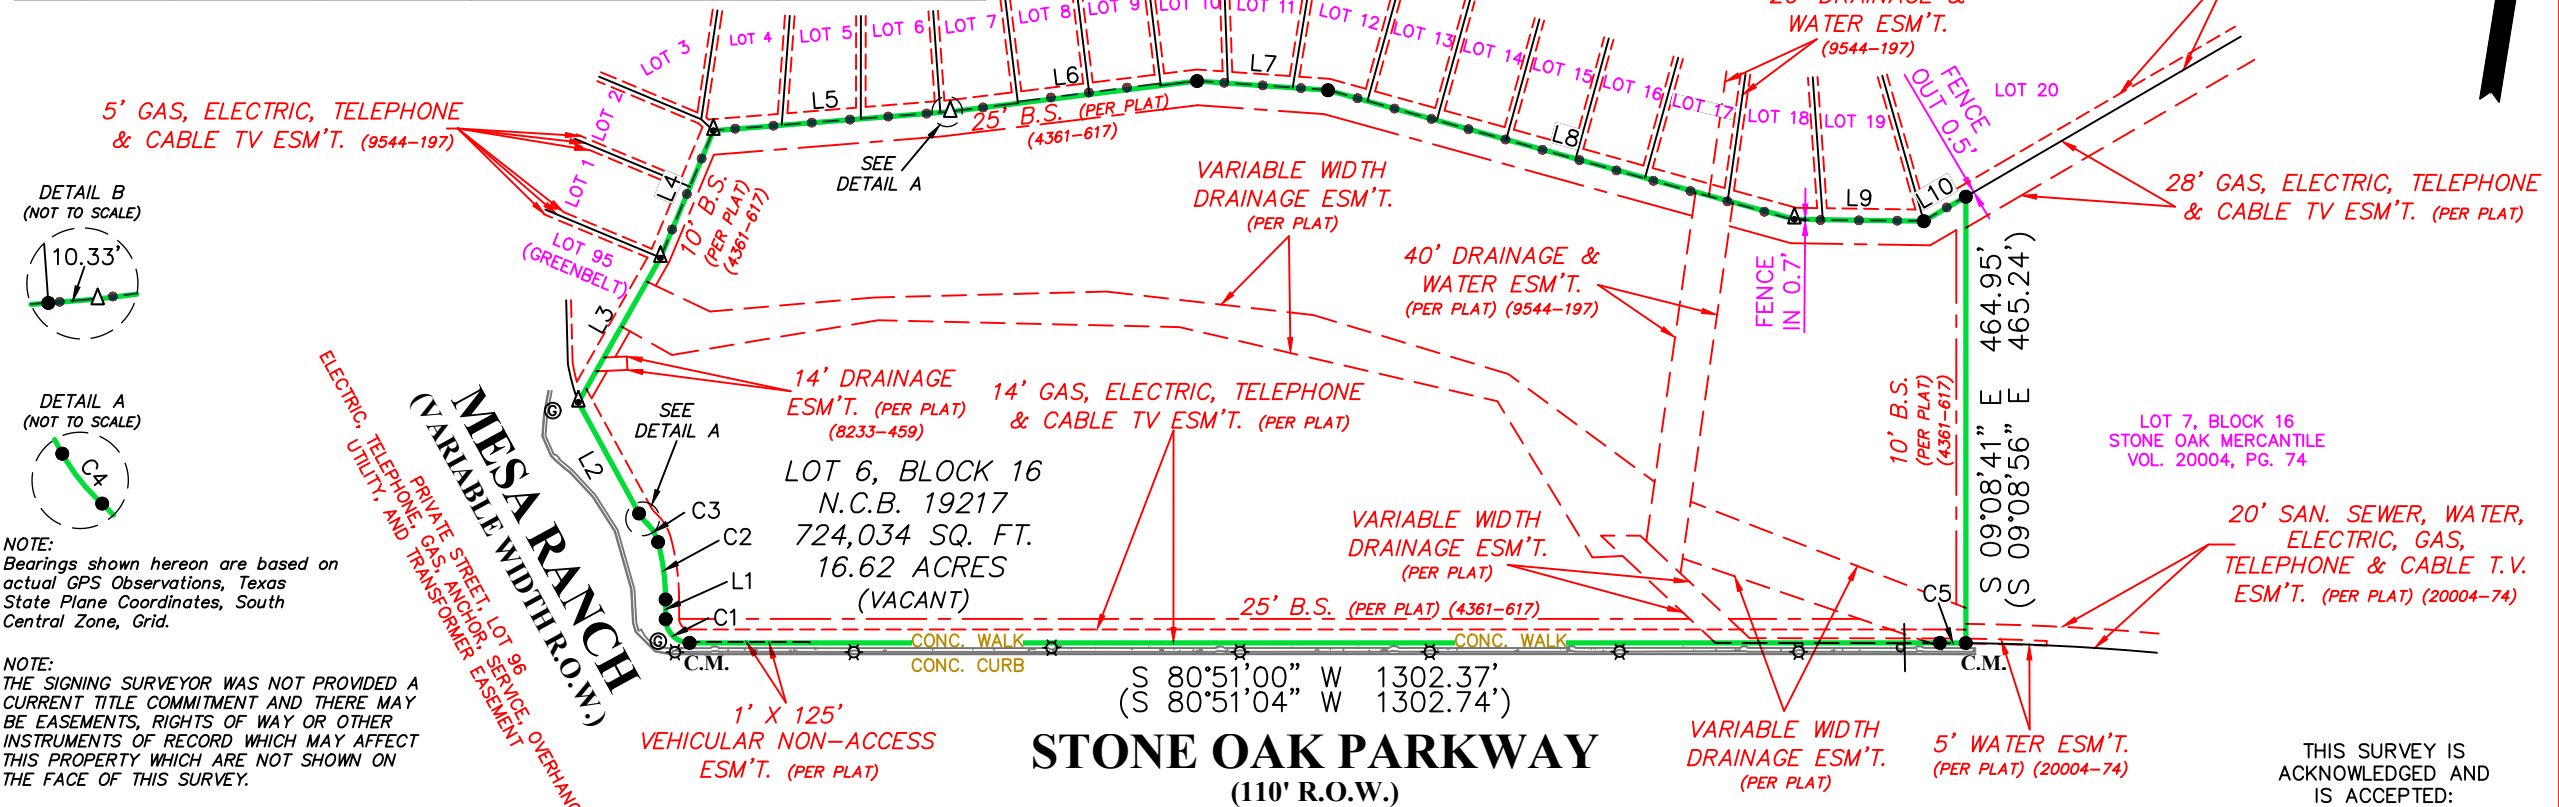 LOT 3
LOT 4
LOT 5
LOT 6
LOT 7
LOT 8
LOT 9
LOT 10
LOT 11
LOT 12
LOT 13
LOT 14
LOT 15
LOT 16
LOT 17
LOT 18
LOT 19
LOT 20
LOT 2
LOT 1
LOT 95
(GREENBELT)
L5
L6
L7
L8
L9
L10
L4
L3
L2
L1
C3
C2
C1
C5
DRAINAGE &
WATER ESM'T.
(9544-197)
FENCE
OUT 0.5'
5' GAS, ELECTRIC, TELEPHONE
& CABLE TV ESM'T. (9544-197)
25' B.S. (PER PLAT)
(4361-617)
SEE
DETAIL A
10' B.S.
(PER PLAT)
(4361-617)
VARIABLE WIDTH
DRAINAGE ESM'T.
(PER PLAT)
28' GAS, ELECTRIC, TELEPHONE
& CABLE TV ESM'T. (PER PLAT)
DETAIL B
(NOT TO SCALE)
10.33'
40' DRAINAGE &
WATER ESM'T.
(PER PLAT) (9544-197)
FENCE
IN 0.7'
S 09°08'41" E 464.95'
(S 09°08'56" E 465.24')
10' B.S.
(PER PLAT)
(4361-617)
DETAIL A
(NOT TO SCALE)
C4
14' DRAINAGE
ESM'T. (PER PLAT)
(8233-459)
14' GAS, ELECTRIC, TELEPHONE
& CABLE TV ESM'T. (PER PLAT)
SEE
DETAIL A
LOT 7, BLOCK 16
STONE OAK MERCANTILE
VOL. 20004, PG. 74
LOT 6, BLOCK 16
N.C.B. 19217
724,034 SQ. FT.
16.62 ACRES
(VACANT)
MESA RANCH
(VARIABLE WIDTH R.O.W.)
PRIVATE STREET, LOT 96
ELECTRIC, TELEPHONE, GAS, ANCHOR, SERVICE, OVERHANG
UTILITY, AND TRANSFORMER EASEMENT
VARIABLE WIDTH
DRAINAGE ESM'T.
(PER PLAT)
20' SAN. SEWER, WATER,
ELECTRIC, GAS,
TELEPHONE & CABLE T.V.
ESM'T. (PER PLAT) (20004-74)
NOTE:
Bearings shown hereon are based on
actual GPS Observations, Texas
State Plane Coordinates, South
Central Zone, Grid.
25' B.S. (PER PLAT) (4361-617)
G
G
CONC. WALK
CONC. WALK
CONC. CURB
C.M.
C.M.
NOTE:
THE SIGNING SURVEYOR WAS NOT PROVIDED A
CURRENT TITLE COMMITMENT AND THERE MAY
BE EASEMENTS, RIGHTS OF WAY OR OTHER
INSTRUMENTS OF RECORD WHICH MAY AFFECT
THIS PROPERTY WHICH ARE NOT SHOWN ON
THE FACE OF THIS SURVEY.
S 80°51'00" W 1302.37'
(S 80°51'04" W 1302.74')
1' X 125'
VEHICULAR NON-ACCESS
ESM'T. (PER PLAT)
STONE OAK PARKWAY
(110' R.O.W.)
VARIABLE WIDTH
DRAINAGE ESM'T.
(PER PLAT)
5' WATER ESM'T.
(PER PLAT) (20004-74)
THIS SURVEY IS
ACKNOWLEDGED AND
IS ACCEPTED: